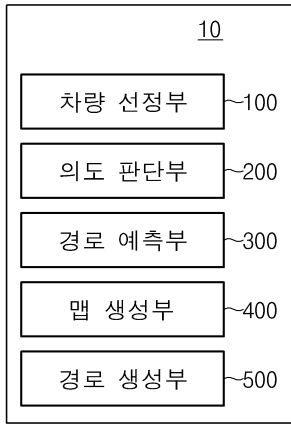 10
차량 선정부 100
의도 판단부 200
경로 예측부 300
맵 생성부 400
경로 생성부 500